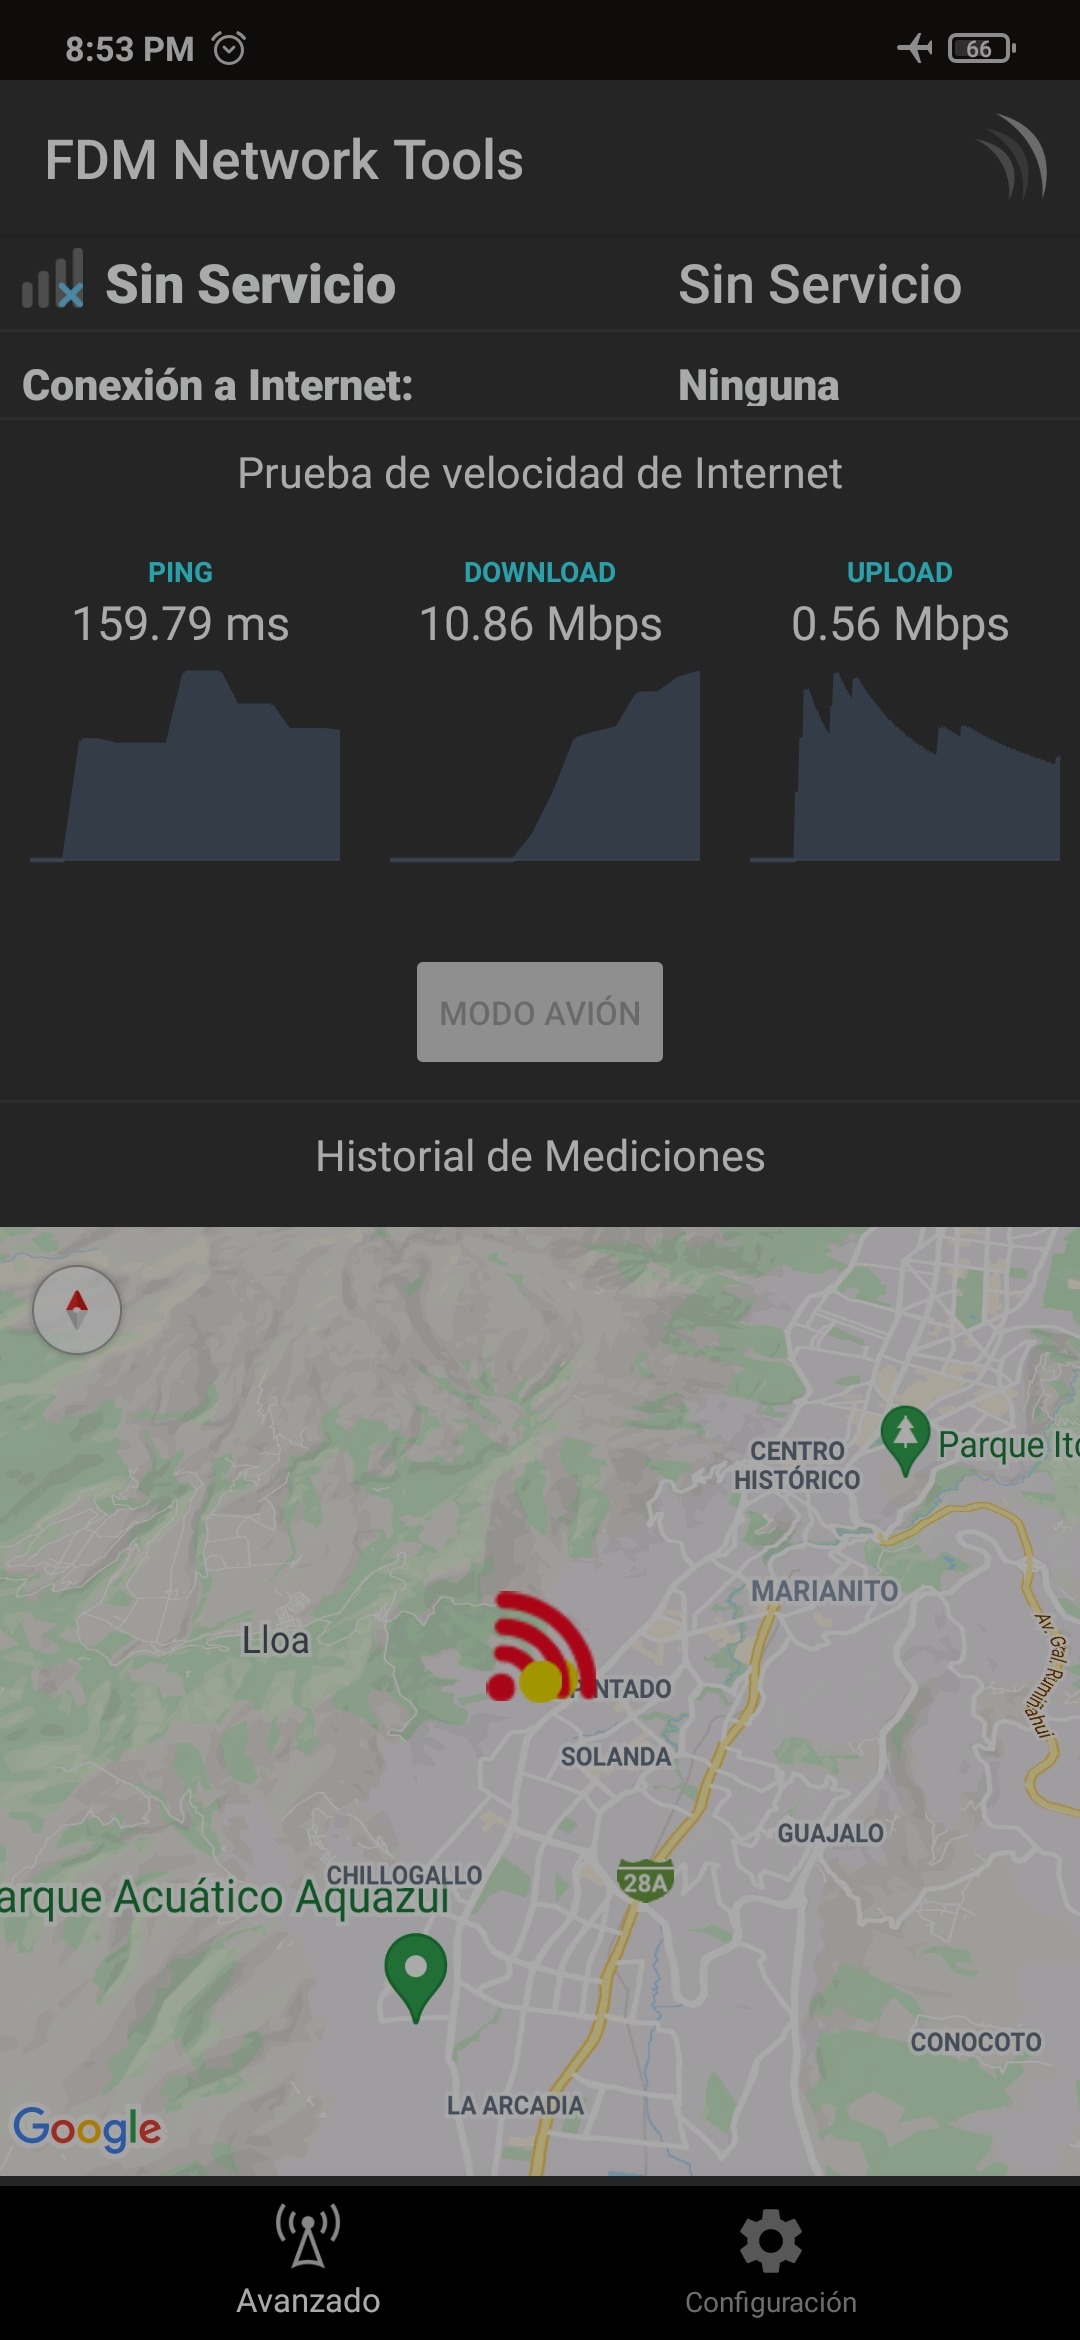 8:53 PM
66
FDM Network Tools
Sin Servicio
Sin Servicio
Conexión a Internet:
Ninguna
Prueba de velocidad de Internet
PING
DOWNLOAD
UPLOAD
159.79 ms
10.86 Mbps
0.56 Mbps
MODO AVIÓN
Historial de Mediciones
CENTRO
HISTÓRICO
Parque Itc
MARIANITO
Av. Gral. Rumiñahui
Lloa
PINTADO
SOLANDA
GUAJALO
CHILLOGALLO
28A
arque Acuático Aquazul
CONOCOTO
LA ARCADIA
Google
Avanzado
Configuración